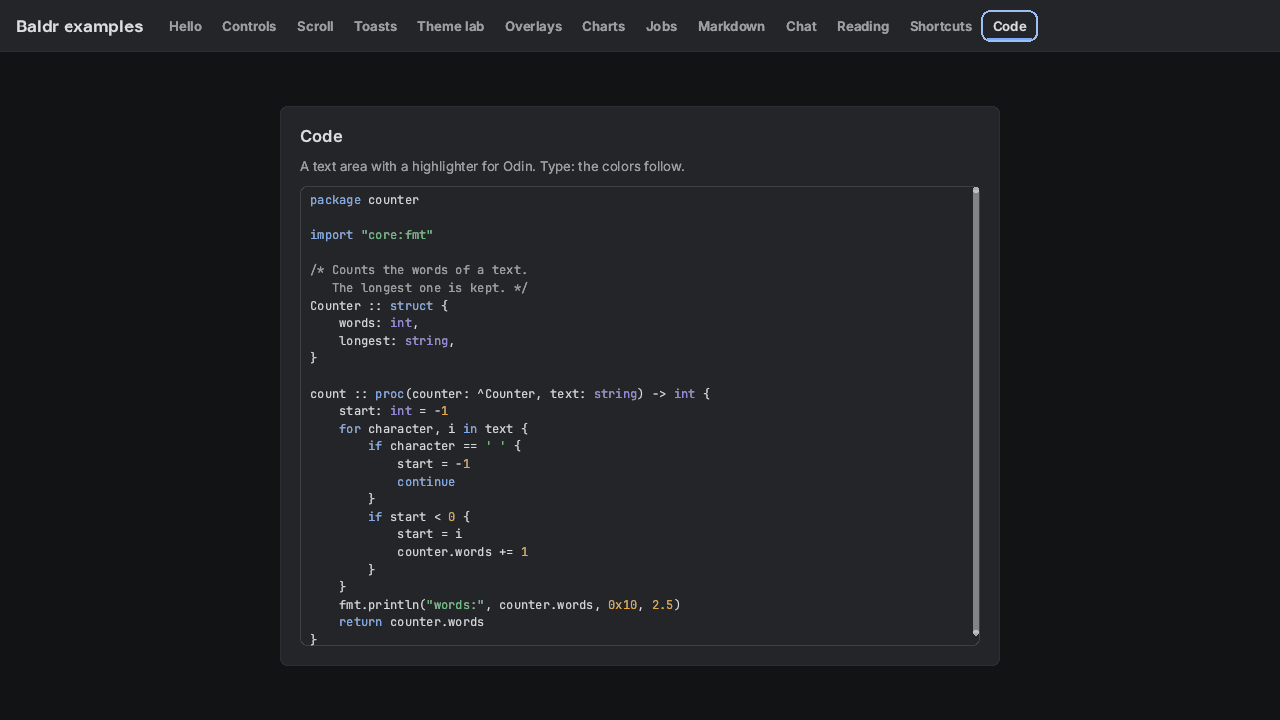 Baldr examples Hello Controls Scroll Toasts Theme lab Overlays Charts Jobs Markdown Chat Reading Shortcuts Code
Code
A text area with a highlighter for Odin. Type: the colors follow.
package counter

import "core:fmt"

/* Counts the words of a text.
   The longest one is kept. */
Counter :: struct {
    words: int,
    longest: string,
}

count :: proc(counter: ^Counter, text: string) -> int {
    start: int = -1
    for character, i in text {
        if character == ' ' {
            start = -1
            continue
        }
        if start < 0 {
            start = i
            counter.words += 1
        }
    }
    fmt.println("words:", counter.words, 0x10, 2.5)
    return counter.words
}